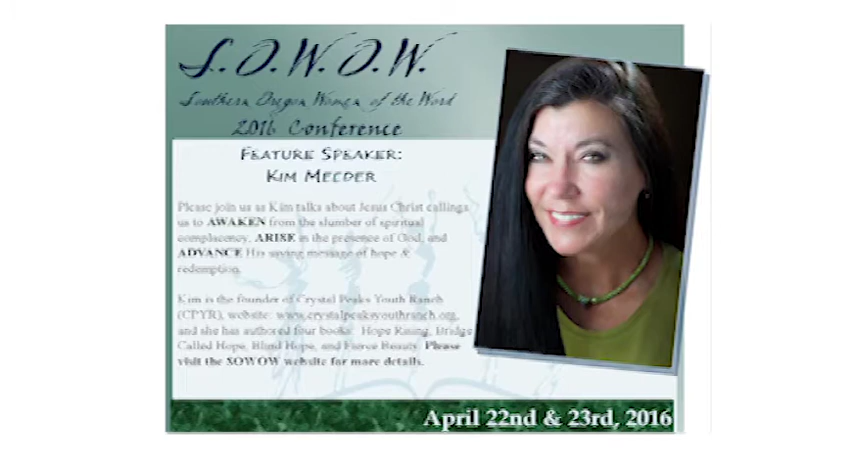 S.O.W.O.W.
Southern Oregon Women of the Word
2016 Conference
Feature Speaker:
Kim Meeder
Please join us as Kim talks about Jesus Christ callings
us to AWAKEN from the slumber of spiritual
complacency, ARISE in the presence of God, and
ADVANCE His saving message of hope &
redemption.
Kim is the founder of Crystal Peaks Youth Ranch
(CPYR), website: www.crystalpeaksyouthranch.org,
and she has authored four books: Hope Rising, Bridge
Called Hope, Blind Hope, and Fierce Beauty. Please
visit the SOWOW website for more details.
April 22nd & 23rd, 2016